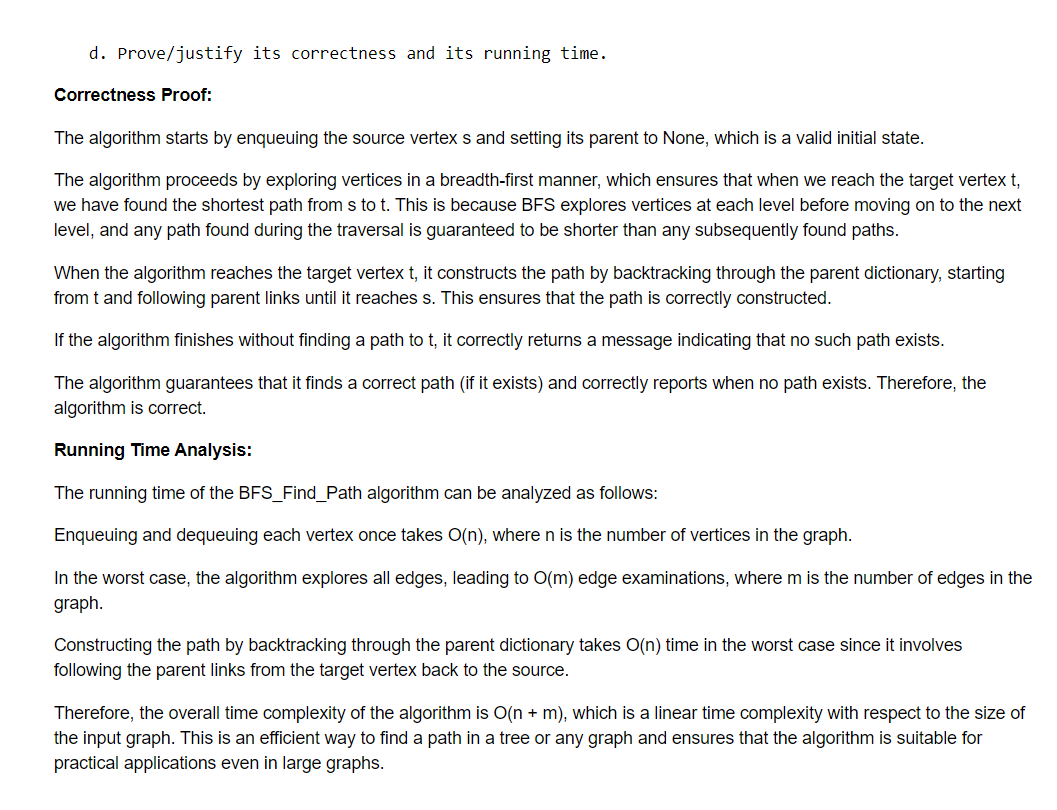 d. Prove/justify its correctness and its running time.
Correctness Proof:
The algorithm starts by enqueuing the source vertex s and setting its parent to None, which is a valid initial state.
The algorithm proceeds by exploring vertices in a breadth-first manner, which ensures that when we reach the target vertex t,
we have found the shortest path from s to t. This is because BFS explores vertices at each level before moving on to the next
level, and any path found during the traversal is guaranteed to be shorter than any subsequently found paths.
When the algorithm reaches the target vertex t, it constructs the path by backtracking through the parent dictionary, starting
from t and following parent links until it reaches s. This ensures that the path is correctly constructed.
If the algorithm finishes without finding a path to t, it correctly returns a message indicating that no such path exists.
The algorithm guarantees that it finds a correct path (if it exists) and correctly reports when no path exists. Therefore, the
algorithm is correct.
Running Time Analysis:
The running time of the BFS_Find_Path algorithm can be analyzed as follows:
Enqueuing and dequeuing each vertex once takes O(n), where n is the number of vertices in the graph.
In the worst case, the algorithm explores all edges, leading to O(m) edge examinations, where m is the number of edges in the
graph.
Constructing the path by backtracking through the parent dictionary takes O(n) time in the worst case since it involves
following the parent links from the target vertex back to the source.
Therefore, the overall time complexity of the algorithm is O(n + m), which is a linear time complexity with respect to the size of
the input graph. This is an efficient way to find a path in a tree or any graph and ensures that the algorithm is suitable for
practical applications even in large graphs.